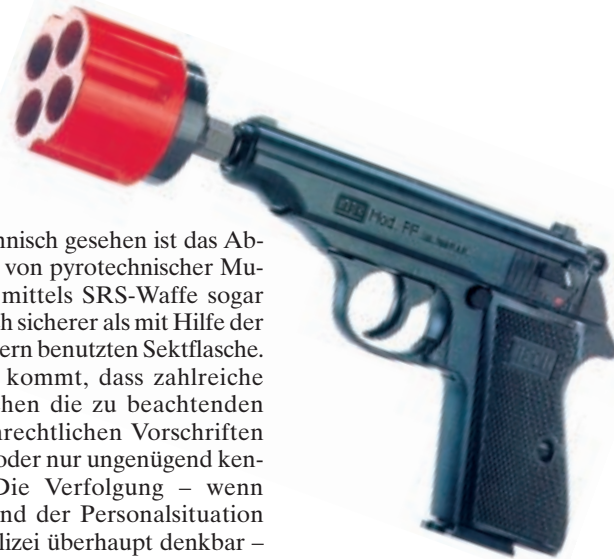 hnisch gesehen ist das Ab-
von pyrotechnischer Mu-
mittels SRS-Waffe sogar
h sicherer als mit Hilfe der
ern benutzten Sektflasche.
kommt, dass zahlreiche
hen die zu beachtenden
nrechtlichen Vorschriften
oder nur ungenügend ken-
Die Verfolgung – wenn
nd der Personalsituation
lizei überhaupt denkbar –
Mod. PP